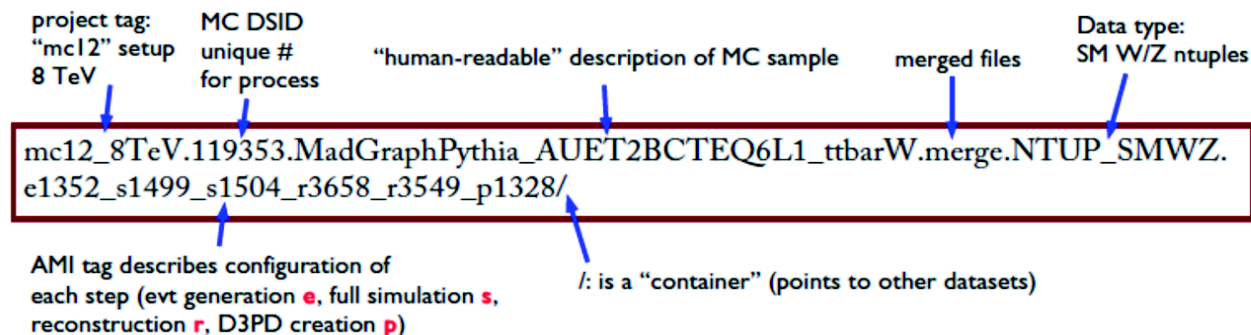 project tag:
"mc12" setup
8 TeV
MC DSID
unique #
for process
"human-readable" description of MC sample
merged files
Data type:
SM W/Z ntuples
mc12_8TeV.119353.MadGraphPythia_AUET2BCTEQ6L1_ttbarW.merge.NTUP_SMWZ.
e1352_s1499_s1504_r3658_r3549_p1328/
AMI tag describes configuration of
each step (evt generation e, full simulation s,
reconstruction r, D3PD creation p)
/: is a "container" (points to other datasets)